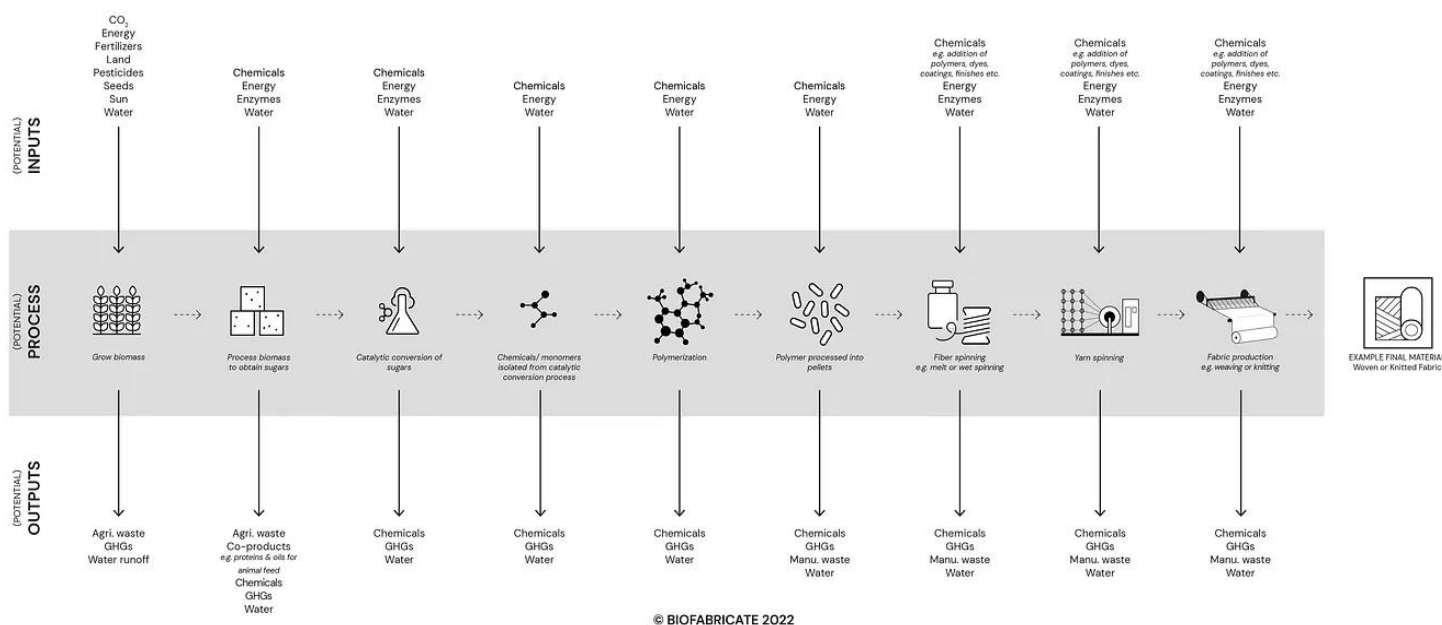 CO2
Energy
Fertilizers
Land
Pesticides
Seeds
Sun
Water
Chemicals
Energy
Enzymes
Water
Chemicals
Energy
Enzymes
Water
Chemicals
Energy
Water
Chemicals
Energy
Water
Chemicals
Energy
Water
Chemicals
e.g. addition of
polymers, dyes,
coatings, finishes etc.
Energy
Enzymes
Water
Chemicals
e.g. addition of
polymers, dyes,
coatings, finishes etc.
Energy
Enzymes
Water
Chemicals
e.g. addition of
polymers, dyes,
coatings, finishes etc.
Energy
Enzymes
Water
(POTENTIAL)
INPUTS
(POTENTIAL)
PROCESS
Grow biomass
Process biomass
to obtain sugars
Catalytic conversion of
sugars
Chemicals/ monomers
isolated from catalytic
conversion process
Polymerization
Polymer processed into
pellets
Fiber spinning
e.g. melt or wet spinning
Yarn spinning
Fabric production
e.g. weaving or knitting
EXAMPLE FINAL MATERIA
Woven or Knitted Fabric
(POTENTIAL)
OUTPUTS
Agri. waste
GHGs
Water runoff
Agri. waste
Co-products
e.g. proteins & oils for
animal feed
Chemicals
GHGs
Water
Chemicals
GHGs
Water
Chemicals
GHGs
Water
Chemicals
GHGs
Water
Chemicals
GHGs
Manu. waste
Water
Chemicals
GHGs
Manu. waste
Water
Chemicals
GHGs
Manu. waste
Water
Chemicals
GHGs
Manu. waste
Water
© BIOFABRICATE 2022